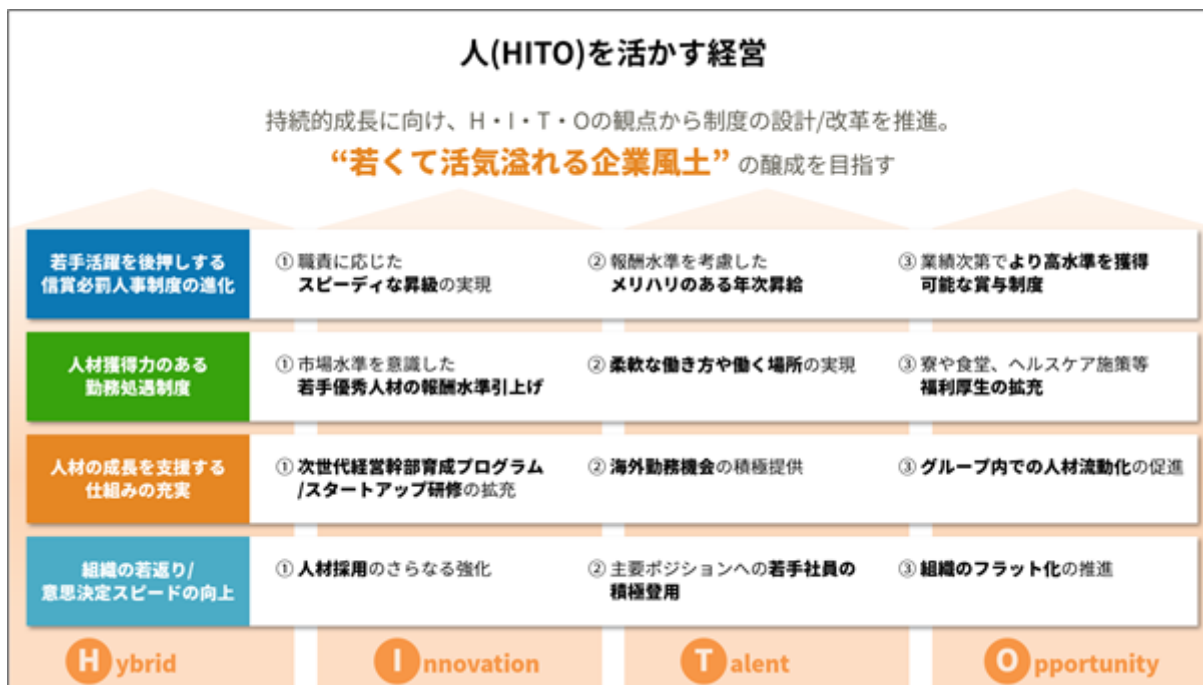 人(HITO)を活かす経営
持続的成長に向け、H・I・T・Oの観点から制度の設計/改革を推進。
“若くて活気溢れる企業風土” の醸成を目指す
若手活躍を後押しする
信賞必罰人事制度の進化
① 職責に応じた
スピーディな昇級の実現
② 報酬水準を考慮した
メリハリのある年次昇給
③ 業績次第でより高水準を獲得
可能な賞与制度
人材獲得力のある
勤務処遇制度
① 市場水準を意識した
若手優秀人材の報酬水準引上げ
② 柔軟な働き方や働く場所の実現
③ 寮や食堂、ヘルスケア施策等
福利厚生の拡充
人材の成長を支援する
仕組みの充実
① 次世代経営幹部育成プログラム
/スタートアップ研修の拡充
② 海外勤務機会の積極提供
③ グループ内での人材流動化の促進
組織の若返り/
意思決定スピードの向上
① 人材採用のさらなる強化
② 主要ポジションへの若手社員の
積極登用
③ 組織のフラット化の推進
Hybrid
Innovation
Talent
Opportunity